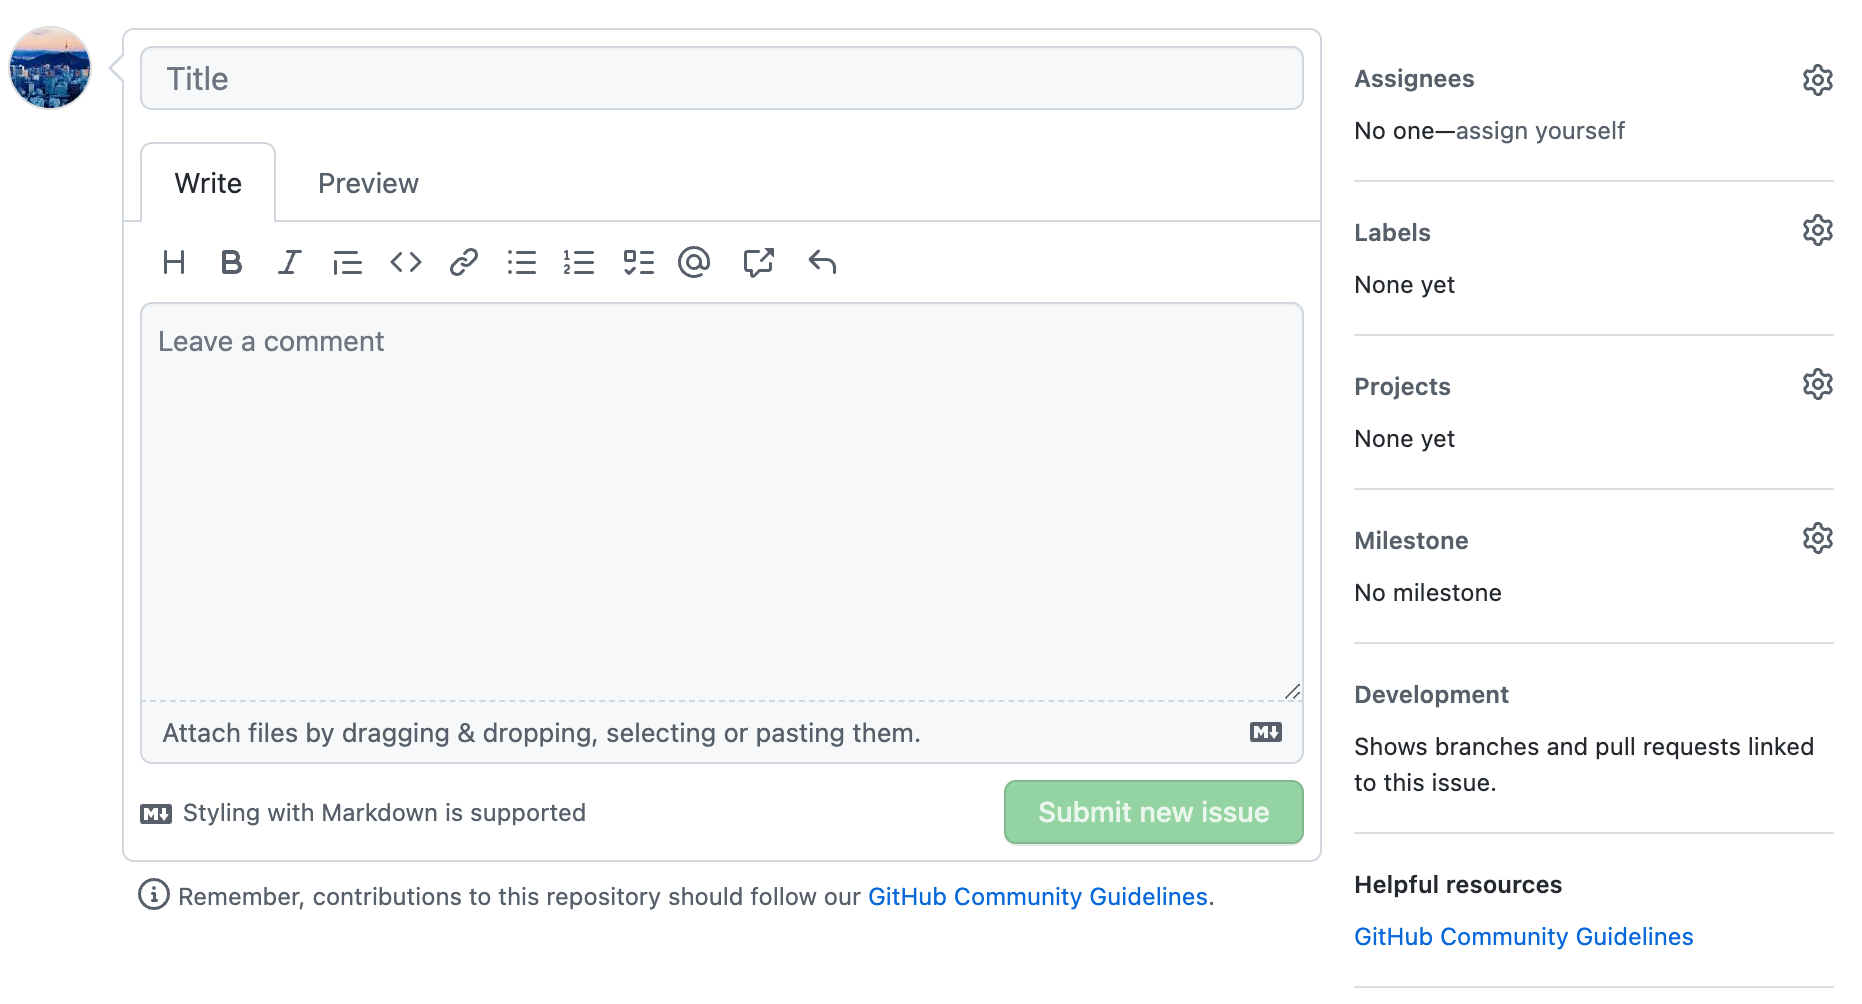 Title
Write
Preview
Leave a comment
Attach files by dragging & dropping, selecting or pasting them.
Styling with Markdown is supported
Submit new issue
Remember, contributions to this repository should follow our GitHub Community Guidelines.
Assignees
No one—assign yourself
Labels
None yet
Projects
None yet
Milestone
No milestone
Development
Shows branches and pull requests linked
to this issue.
Helpful resources
GitHub Community Guidelines